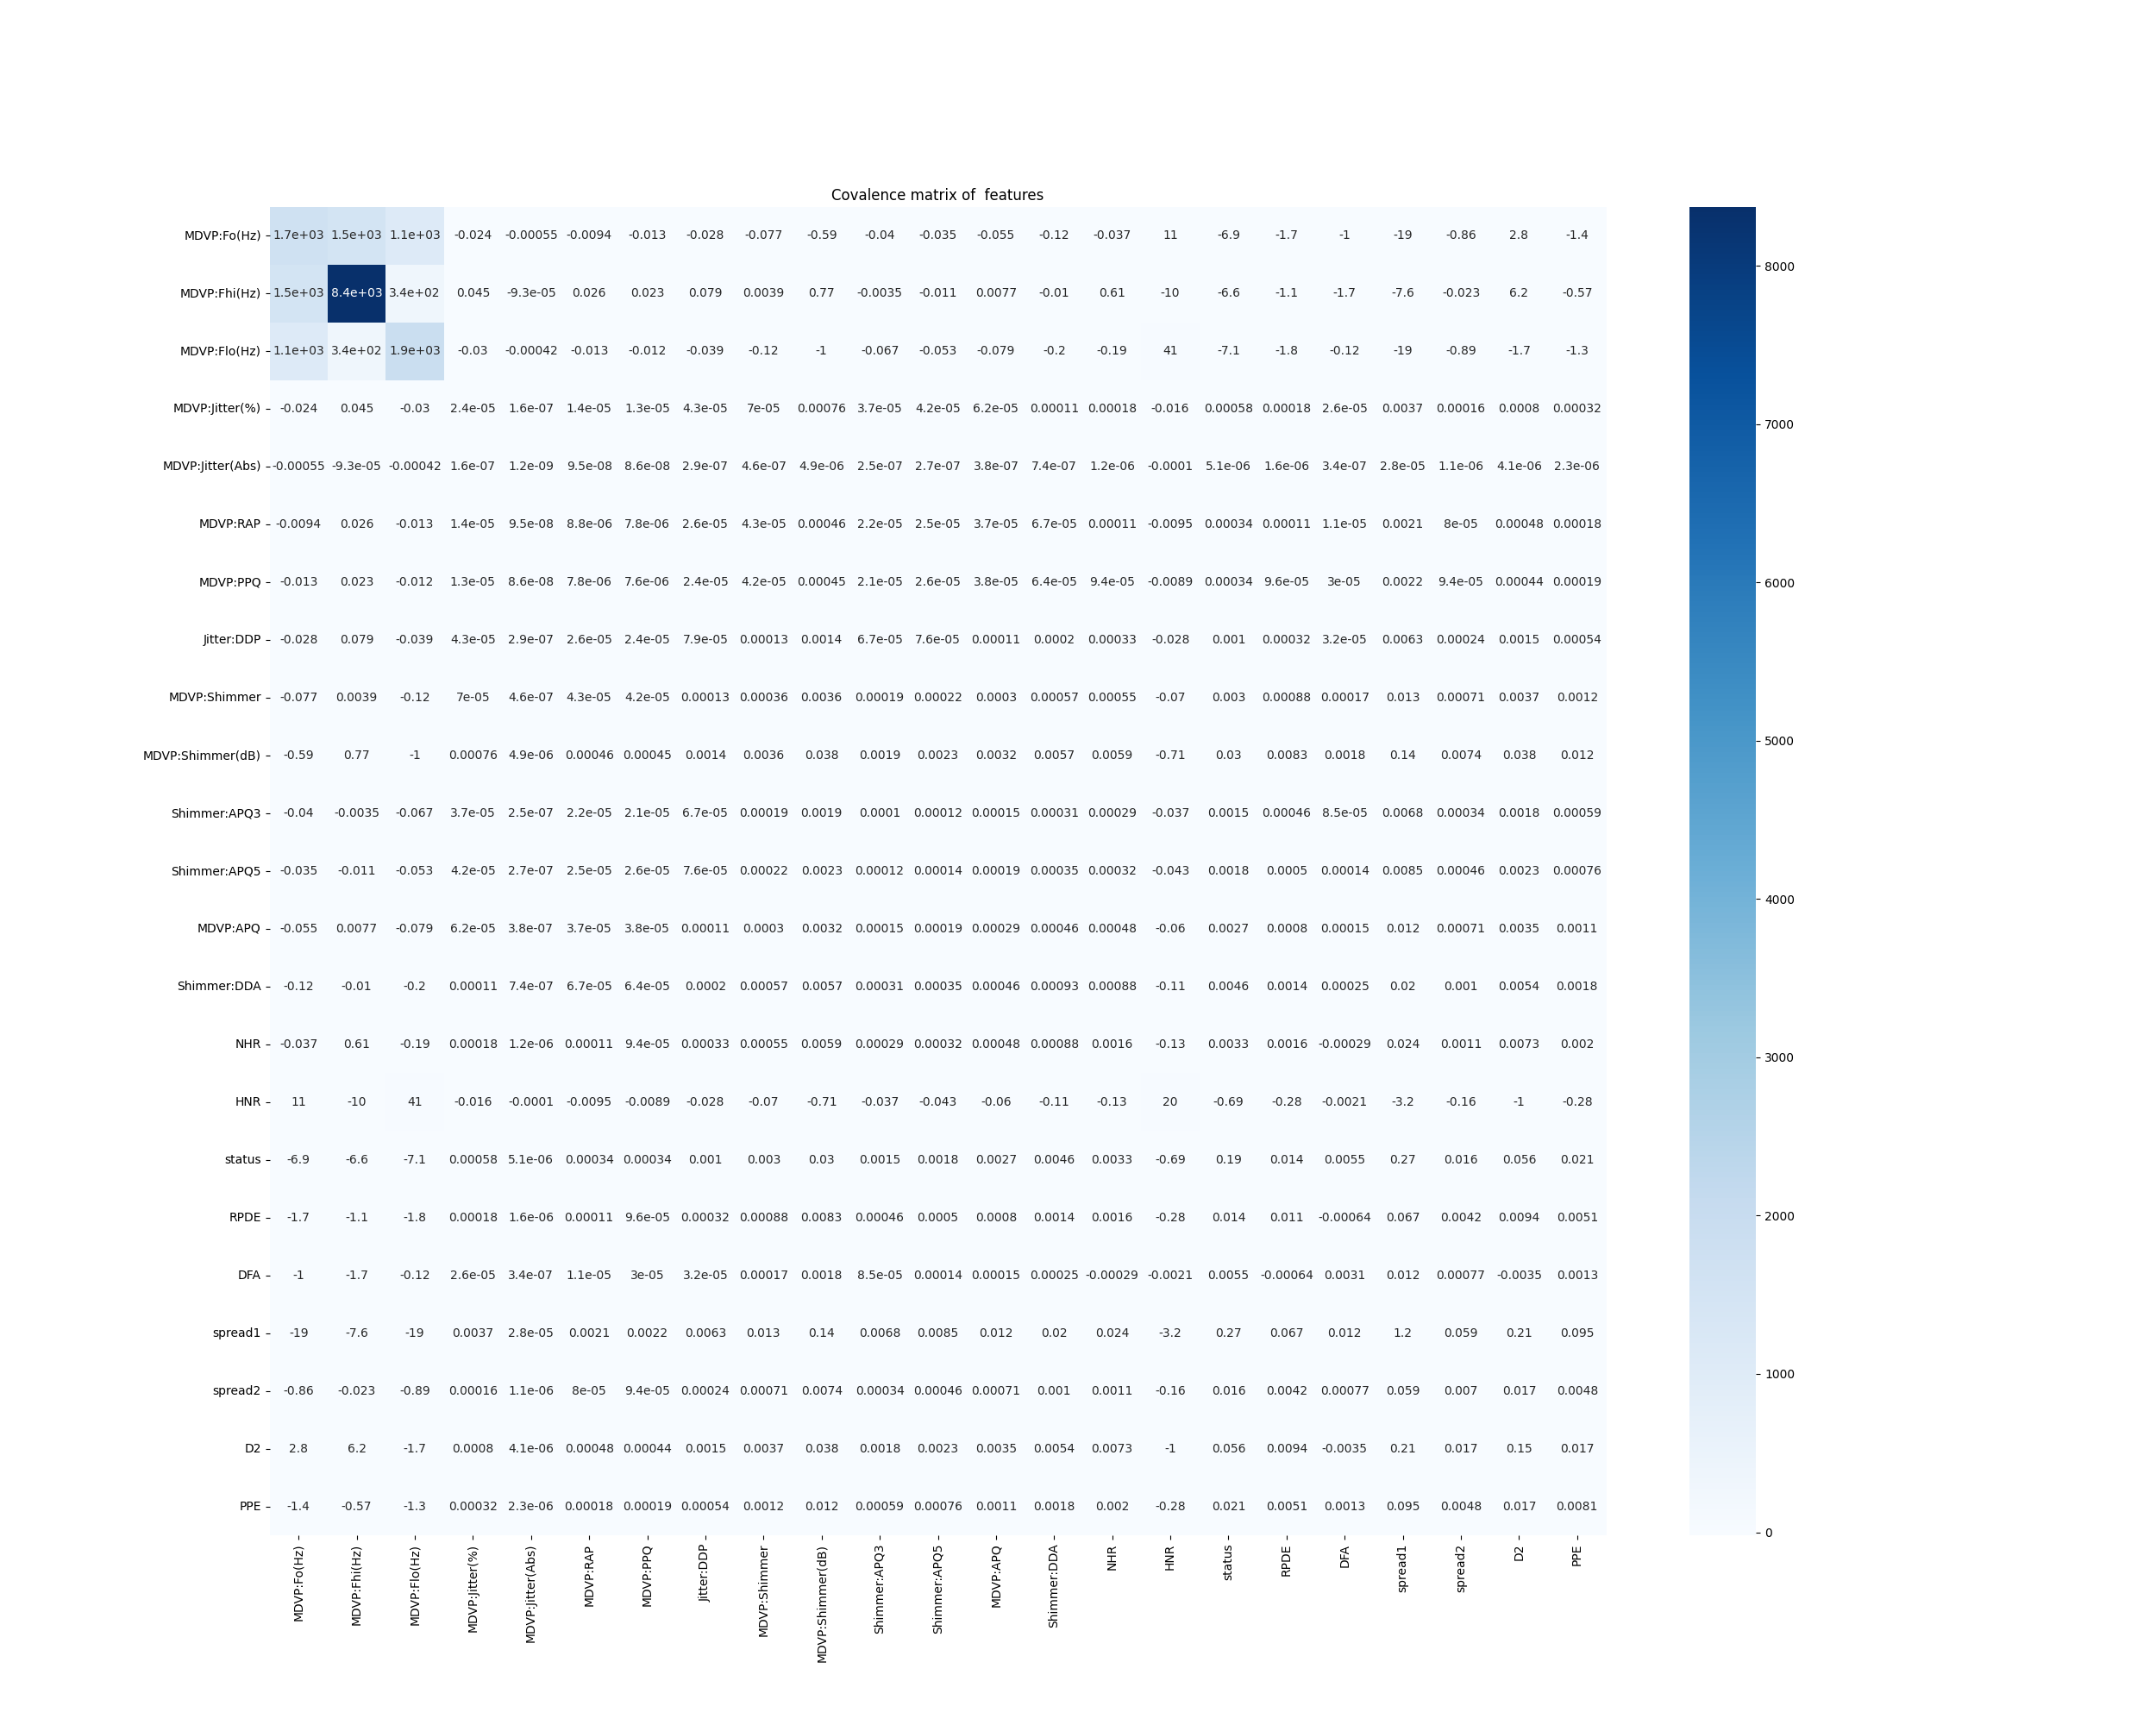 Covalence matrix of  features
MDVP:Fo(Hz) 1.7e+03 1.5e+03 1.1e+03 -0.024 -0.00055 -0.0094 -0.013 -0.028 -0.077 -0.59 -0.04 -0.035 -0.055 -0.12 -0.037 11 -6.9 -1.7 -1 -19 -0.86 2.8 -1.4
MDVP:Fhi(Hz) 1.5e+03 8.4e+03 3.4e+02 0.045 -9.3e-05 0.026 0.023 0.079 0.0039 0.77 -0.0035 -0.011 0.0077 -0.01 0.61 -10 -6.6 -1.1 -1.7 -7.6 -0.023 6.2 -0.57
MDVP:Flo(Hz) 1.1e+03 3.4e+02 1.9e+03 -0.03 -0.00042 -0.013 -0.012 -0.039 -0.12 -1 -0.067 -0.053 -0.079 -0.2 -0.19 41 -7.1 -1.8 -0.12 -19 -0.89 -1.7 -1.3
MDVP:Jitter(%) -0.024 0.045 -0.03 2.4e-05 1.6e-07 1.4e-05 1.3e-05 4.3e-05 7e-05 0.00076 3.7e-05 4.2e-05 6.2e-05 0.00011 0.00018 -0.016 0.00058 0.00018 2.6e-05 0.0037 0.00016 0.0008 0.00032
MDVP:Jitter(Abs) -0.00055 -9.3e-05 -0.00042 1.6e-07 1.2e-09 9.5e-08 8.6e-08 2.9e-07 4.6e-07 4.9e-06 2.5e-07 2.7e-07 3.8e-07 7.4e-07 1.2e-06 -0.0001 5.1e-06 1.6e-06 3.4e-07 2.8e-05 1.1e-06 4.1e-06 2.3e-06
MDVP:RAP -0.0094 0.026 -0.013 1.4e-05 9.5e-08 8.8e-06 7.8e-06 2.6e-05 4.3e-05 0.00046 2.2e-05 2.5e-05 3.7e-05 6.7e-05 0.00011 -0.0095 0.00034 0.00011 1.1e-05 0.0021 8e-05 0.00048 0.00018
MDVP:PPQ -0.013 0.023 -0.012 1.3e-05 8.6e-08 7.8e-06 7.6e-06 2.4e-05 4.2e-05 0.00045 2.1e-05 2.6e-05 3.8e-05 6.4e-05 9.4e-05 -0.0089 0.00034 9.6e-05 3e-05 0.0022 9.4e-05 0.00044 0.00019
Jitter:DDP -0.028 0.079 -0.039 4.3e-05 2.9e-07 2.6e-05 2.4e-05 7.9e-05 0.00013 0.0014 6.7e-05 7.6e-05 0.00011 0.0002 0.00033 -0.028 0.001 0.00032 3.2e-05 0.0063 0.00024 0.0015 0.00054
MDVP:Shimmer -0.077 0.0039 -0.12 7e-05 4.6e-07 4.3e-05 4.2e-05 0.00013 0.00036 0.0036 0.00019 0.00022 0.0003 0.00057 0.00055 -0.07 0.003 0.00088 0.00017 0.013 0.00071 0.0037 0.0012
MDVP:Shimmer(dB) -0.59 0.77 -1 0.00076 4.9e-06 0.00046 0.00045 0.0014 0.0036 0.038 0.0019 0.0023 0.0032 0.0057 0.0059 -0.71 0.03 0.0083 0.0018 0.14 0.0074 0.038 0.012
Shimmer:APQ3 -0.04 -0.0035 -0.067 3.7e-05 2.5e-07 2.2e-05 2.1e-05 6.7e-05 0.00019 0.0019 0.0001 0.00012 0.00015 0.00031 0.00029 -0.037 0.0015 0.00046 8.5e-05 0.0068 0.00034 0.0018 0.00059
Shimmer:APQ5 -0.035 -0.011 -0.053 4.2e-05 2.7e-07 2.5e-05 2.6e-05 7.6e-05 0.00022 0.0023 0.00012 0.00014 0.00019 0.00035 0.00032 -0.043 0.0018 0.0005 0.00014 0.0085 0.00046 0.0023 0.00076
MDVP:APQ -0.055 0.0077 -0.079 6.2e-05 3.8e-07 3.7e-05 3.8e-05 0.00011 0.0003 0.0032 0.00015 0.00019 0.00029 0.00046 0.00048 -0.06 0.0027 0.0008 0.00015 0.012 0.00071 0.0035 0.0011
Shimmer:DDA -0.12 -0.01 -0.2 0.00011 7.4e-07 6.7e-05 6.4e-05 0.0002 0.00057 0.0057 0.00031 0.00035 0.00046 0.00093 0.00088 -0.11 0.0046 0.0014 0.00025 0.02 0.001 0.0054 0.0018
NHR -0.037 0.61 -0.19 0.00018 1.2e-06 0.00011 9.4e-05 0.00033 0.00055 0.0059 0.00029 0.00032 0.00048 0.00088 0.0016 -0.13 0.0033 0.0016 -0.00029 0.024 0.0011 0.0073 0.002
HNR 11 -10 41 -0.016 -0.0001 -0.0095 -0.0089 -0.028 -0.07 -0.71 -0.037 -0.043 -0.06 -0.11 -0.13 20 -0.69 -0.28 -0.0021 -3.2 -0.16 -1 -0.28
status -6.9 -6.6 -7.1 0.00058 5.1e-06 0.00034 0.00034 0.001 0.003 0.03 0.0015 0.0018 0.0027 0.0046 0.0033 -0.69 0.19 0.014 0.0055 0.27 0.016 0.056 0.021
RPDE -1.7 -1.1 -1.8 0.00018 1.6e-06 0.00011 9.6e-05 0.00032 0.00088 0.0083 0.00046 0.0005 0.0008 0.0014 0.0016 -0.28 0.014 0.011 -0.00064 0.067 0.0042 0.0094 0.0051
DFA -1 -1.7 -0.12 2.6e-05 3.4e-07 1.1e-05 3e-05 3.2e-05 0.00017 0.0018 8.5e-05 0.00014 0.00015 0.00025 -0.00029 -0.0021 0.0055 -0.00064 0.0031 0.012 0.00077 -0.0035 0.0013
spread1 -19 -7.6 -19 0.0037 2.8e-05 0.0021 0.0022 0.0063 0.013 0.14 0.0068 0.0085 0.012 0.02 0.024 -3.2 0.27 0.067 0.012 1.2 0.059 0.21 0.095
spread2 -0.86 -0.023 -0.89 0.00016 1.1e-06 8e-05 9.4e-05 0.00024 0.00071 0.0074 0.00034 0.00046 0.00071 0.001 0.0011 -0.16 0.016 0.0042 0.00077 0.059 0.007 0.017 0.0048
D2 2.8 6.2 -1.7 0.0008 4.1e-06 0.00048 0.00044 0.0015 0.0037 0.038 0.0018 0.0023 0.0035 0.0054 0.0073 -1 0.056 0.0094 -0.0035 0.21 0.017 0.15 0.017
PPE -1.4 -0.57 -1.3 0.00032 2.3e-06 0.00018 0.00019 0.00054 0.0012 0.012 0.00059 0.00076 0.0011 0.0018 0.002 -0.28 0.021 0.0051 0.0013 0.095 0.0048 0.017 0.0081
MDVP:Fo(Hz)
MDVP:Fhi(Hz)
MDVP:Flo(Hz)
MDVP:Jitter(%)
MDVP:Jitter(Abs)
MDVP:RAP
MDVP:PPQ
Jitter:DDP
MDVP:Shimmer
MDVP:Shimmer(dB)
Shimmer:APQ3
Shimmer:APQ5
MDVP:APQ
Shimmer:DDA
NHR
HNR
status
RPDE
DFA
spread1
spread2
D2
PPE
8000
7000
6000
5000
4000
3000
2000
1000
0